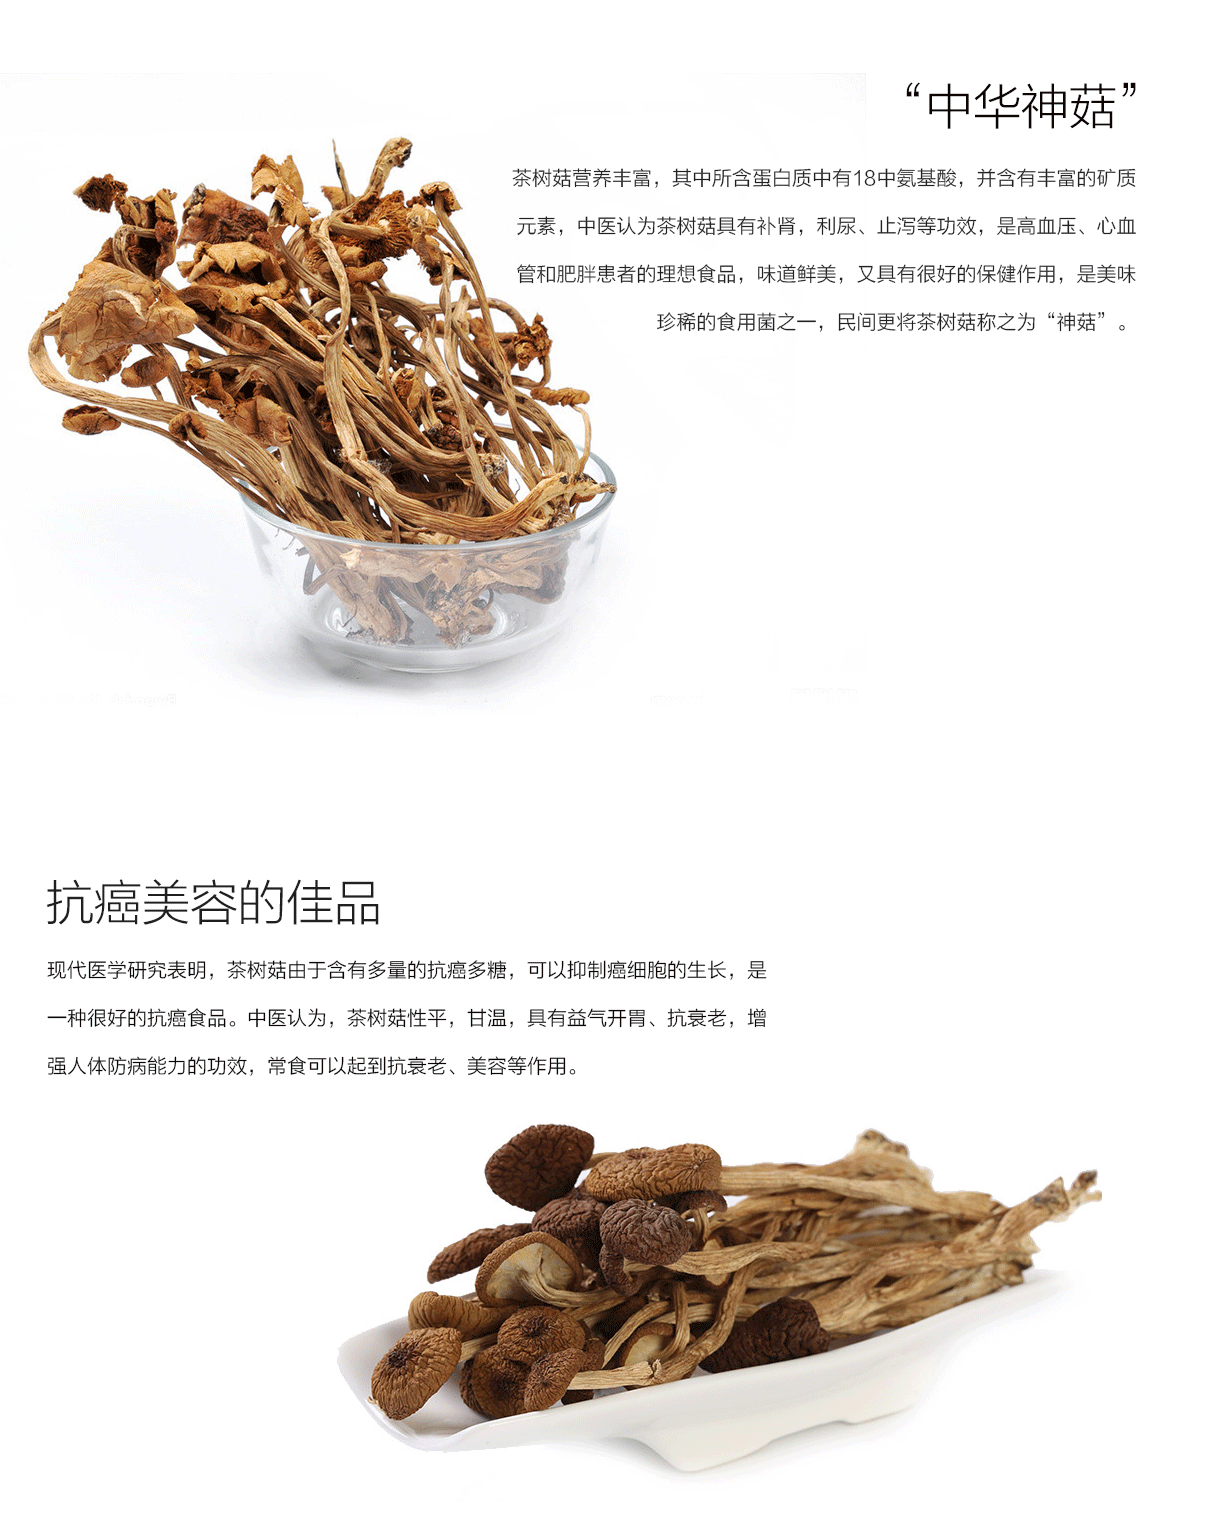 “中华神菇”
茶树菇营养丰富，其中所含蛋白质中有18中氨基酸，并含有丰富的矿质
元素，中医认为茶树菇具有补肾，利尿、止泻等功效，是高血压、心血
管和肥胖患者的理想食品，味道鲜美，又具有很好的保健作用，是美味
珍稀的食用菌之一，民间更将茶树菇称之为“神菇”。
抗癌美容的佳品
现代医学研究表明，茶树菇由于含有多量的抗癌多糖，可以抑制癌细胞的生长，是
一种很好的抗癌食品。中医认为，茶树菇性平，甘温，具有益气开胃、抗衰老，增
强人体防病能力的功效，常食可以起到抗衰老、美容等作用。